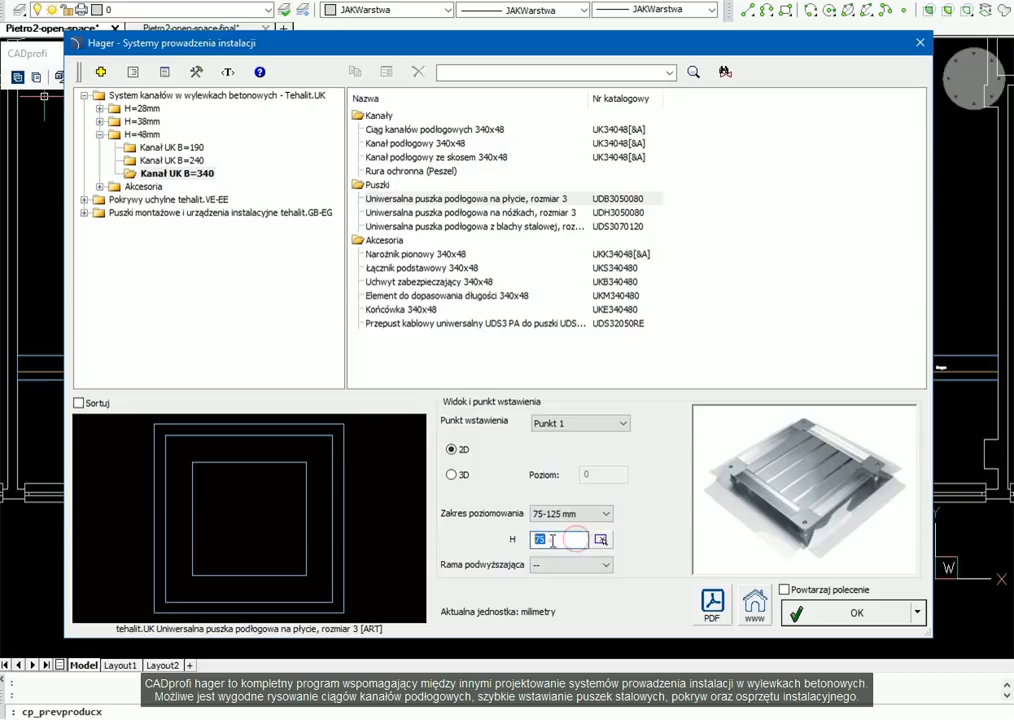 0
JAKWarstwa
JAKWarstwa
JAKWarstwa
Pietro2-open-space*
Pietro2-open-space-final*
CADprofi
Hager - Systemy prowadzenia instalacji
System kanałów w wylewkach betonowych - Tehalit.UK
H=28mm
H=38mm
H=48mm
Kanał UK B=190
Kanał UK B=240
Kanał UK B=340
Akcesoria
Pokrywy uchylne tehalit.VE-EE
Puszki montażowe i urządzenia instalacyjne tehalit.GB-EG
Nazwa Nr katalogowy
Kanały
Ciąg kanałów podłogowych 340x48 UK34048[&A]
Kanał podłogowy 340x48 UK34048[&A]
Kanał podłogowy ze skosem 340x48 UK34048[&A]
Rura ochronna (Peszel)
Puszki
Uniwersalna puszka podłogowa na płycie, rozmiar 3 UDB3050080
Uniwersalna puszka podłogowa na nóżkach, rozmiar 3 UDH3050080
Uniwersalna puszka podłogowa z blachy stalowej, roz... UDS3070120
Akcesoria
Narożnik pionowy 340x48 UKK34048[&A]
Łącznik podstawowy 340x48 UKS340480
Uchwyt zabezpieczający 340x48 UKB340480
Element do dopasowania długości 340x48 UKM340480
Końcówka 340x48 UKE340480
Przepust kablowy uniwersalny UDS3 PA do puszki UDS... UDS32050RE
Sortuj
Widok i punkt wstawienia
Punkt wstawienia Punkt 1
2D
3D Poziom: 0
Zakres poziomowania 75-125 mm
H 75
Rama podwyższająca --
Aktualna jednostka: milimetry
PDF
www
Powtarzaj polecenie
OK
tehalit.UK Uniwersalna puszka podłogowa na płycie, rozmiar 3 [ART]
W
X
Model Layout1 Layout2 +
CADprofi hager to kompletny program wspomagający między innymi projektowanie systemów prowadzenia instalacji w wylewkach betonowych.
Możliwe jest wygodne rysowanie ciągów kanałów podłogowych, szybkie wstawianie puszek stalowych, pokryw oraz osprzętu instalacyjnego.
:
:
: cp_prevproducx